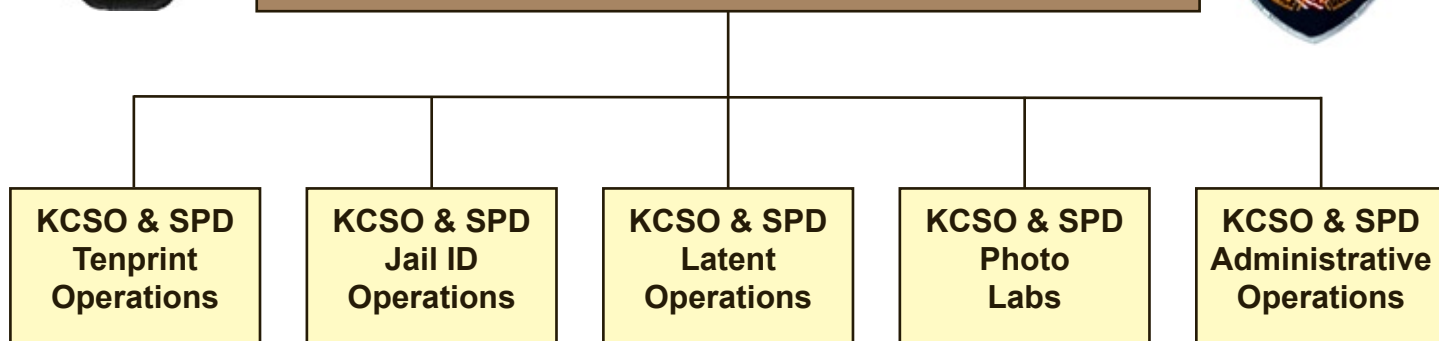 KCSO & SPD
Tenprint
Operations
KCSO & SPD
Jail ID
Operations
KCSO & SPD
Latent
Operations
KCSO & SPD
Photo
Labs
KCSO & SPD
Administrative
Operations